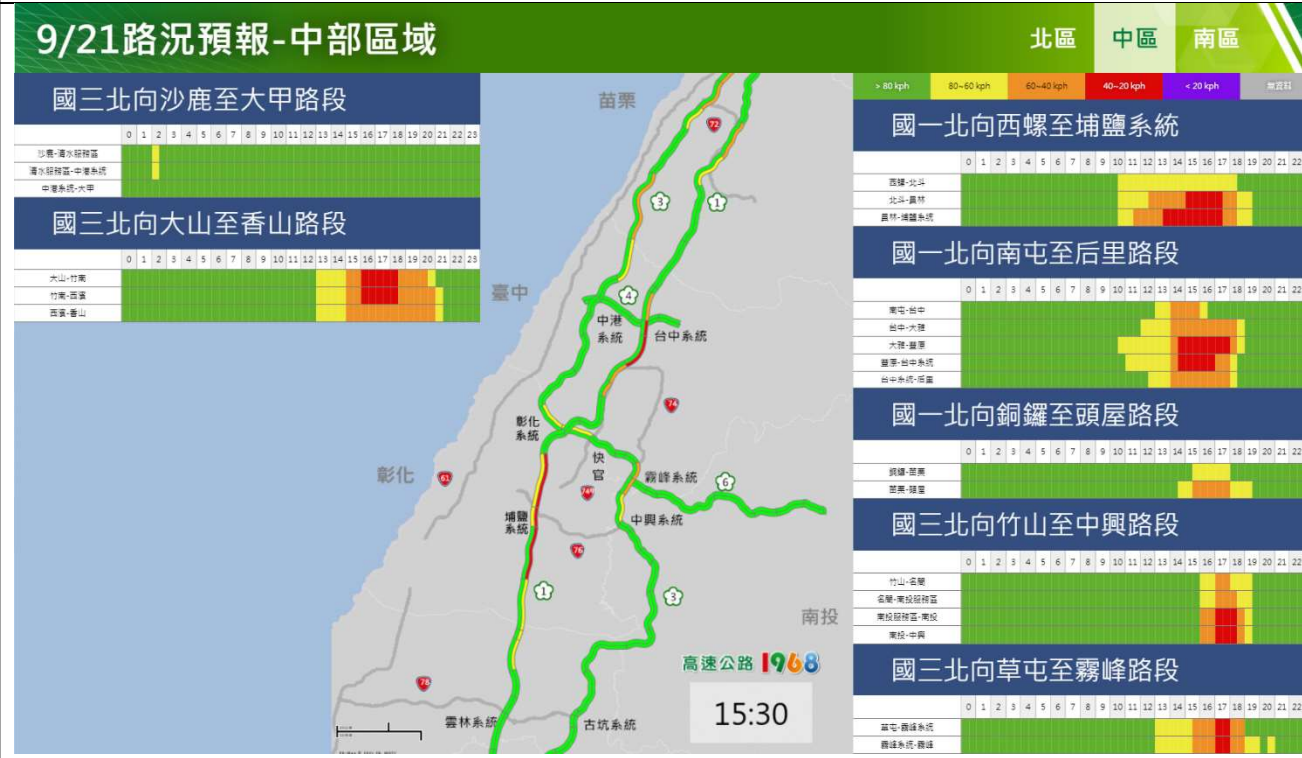 9/21路況預報-中部區域
北區 中區 南區
國三北向沙鹿至大甲路段
0 1 2 3 4 5 6 7 8 9 10 11 12 13 14 15 16 17 18 19 20 21 22 23
沙鹿-清水服務區
清水服務區-中港系統
中港系統-大甲
國三北向大山至香山路段
0 1 2 3 4 5 6 7 8 9 10 11 12 13 14 15 16 17 18 19 20 21 22 23
大山-竹南
竹南-西濱
西濱-香山
苗栗
72
3
1
臺中
4
中港
系統
台中系統
74
彰化
系統
彰化
61
快
官
74甲
霧峰系統
6
埔鹽
系統
中興系統
76
1
3
南投
高速公路1968
15:30
78
雲林系統
古坑系統
> 80 kph 80~60 kph 60~40 kph 40~20 kph < 20 kph 無資料
國一北向西螺至埔鹽系統
0 1 2 3 4 5 6 7 8 9 10 11 12 13 14 15 16 17 18 19 20 21 22
西螺-北斗
北斗-員林
員林-埔鹽系統
國一北向南屯至后里路段
0 1 2 3 4 5 6 7 8 9 10 11 12 13 14 15 16 17 18 19 20 21 22
南屯-台中
台中-大雅
大雅-豐原
豐原-台中系統
台中系統-后里
國一北向銅鑼至頭屋路段
0 1 2 3 4 5 6 7 8 9 10 11 12 13 14 15 16 17 18 19 20 21 22
銅鑼-苗栗
苗栗-頭屋
國三北向竹山至中興路段
0 1 2 3 4 5 6 7 8 9 10 11 12 13 14 15 16 17 18 19 20 21 22
竹山-名間
名間-南投服務區
南投服務區-南投
南投-中興
國三北向草屯至霧峰路段
0 1 2 3 4 5 6 7 8 9 10 11 12 13 14 15 16 17 18 19 20 21 22
草屯-霧峰系統
霧峰系統-霧峰